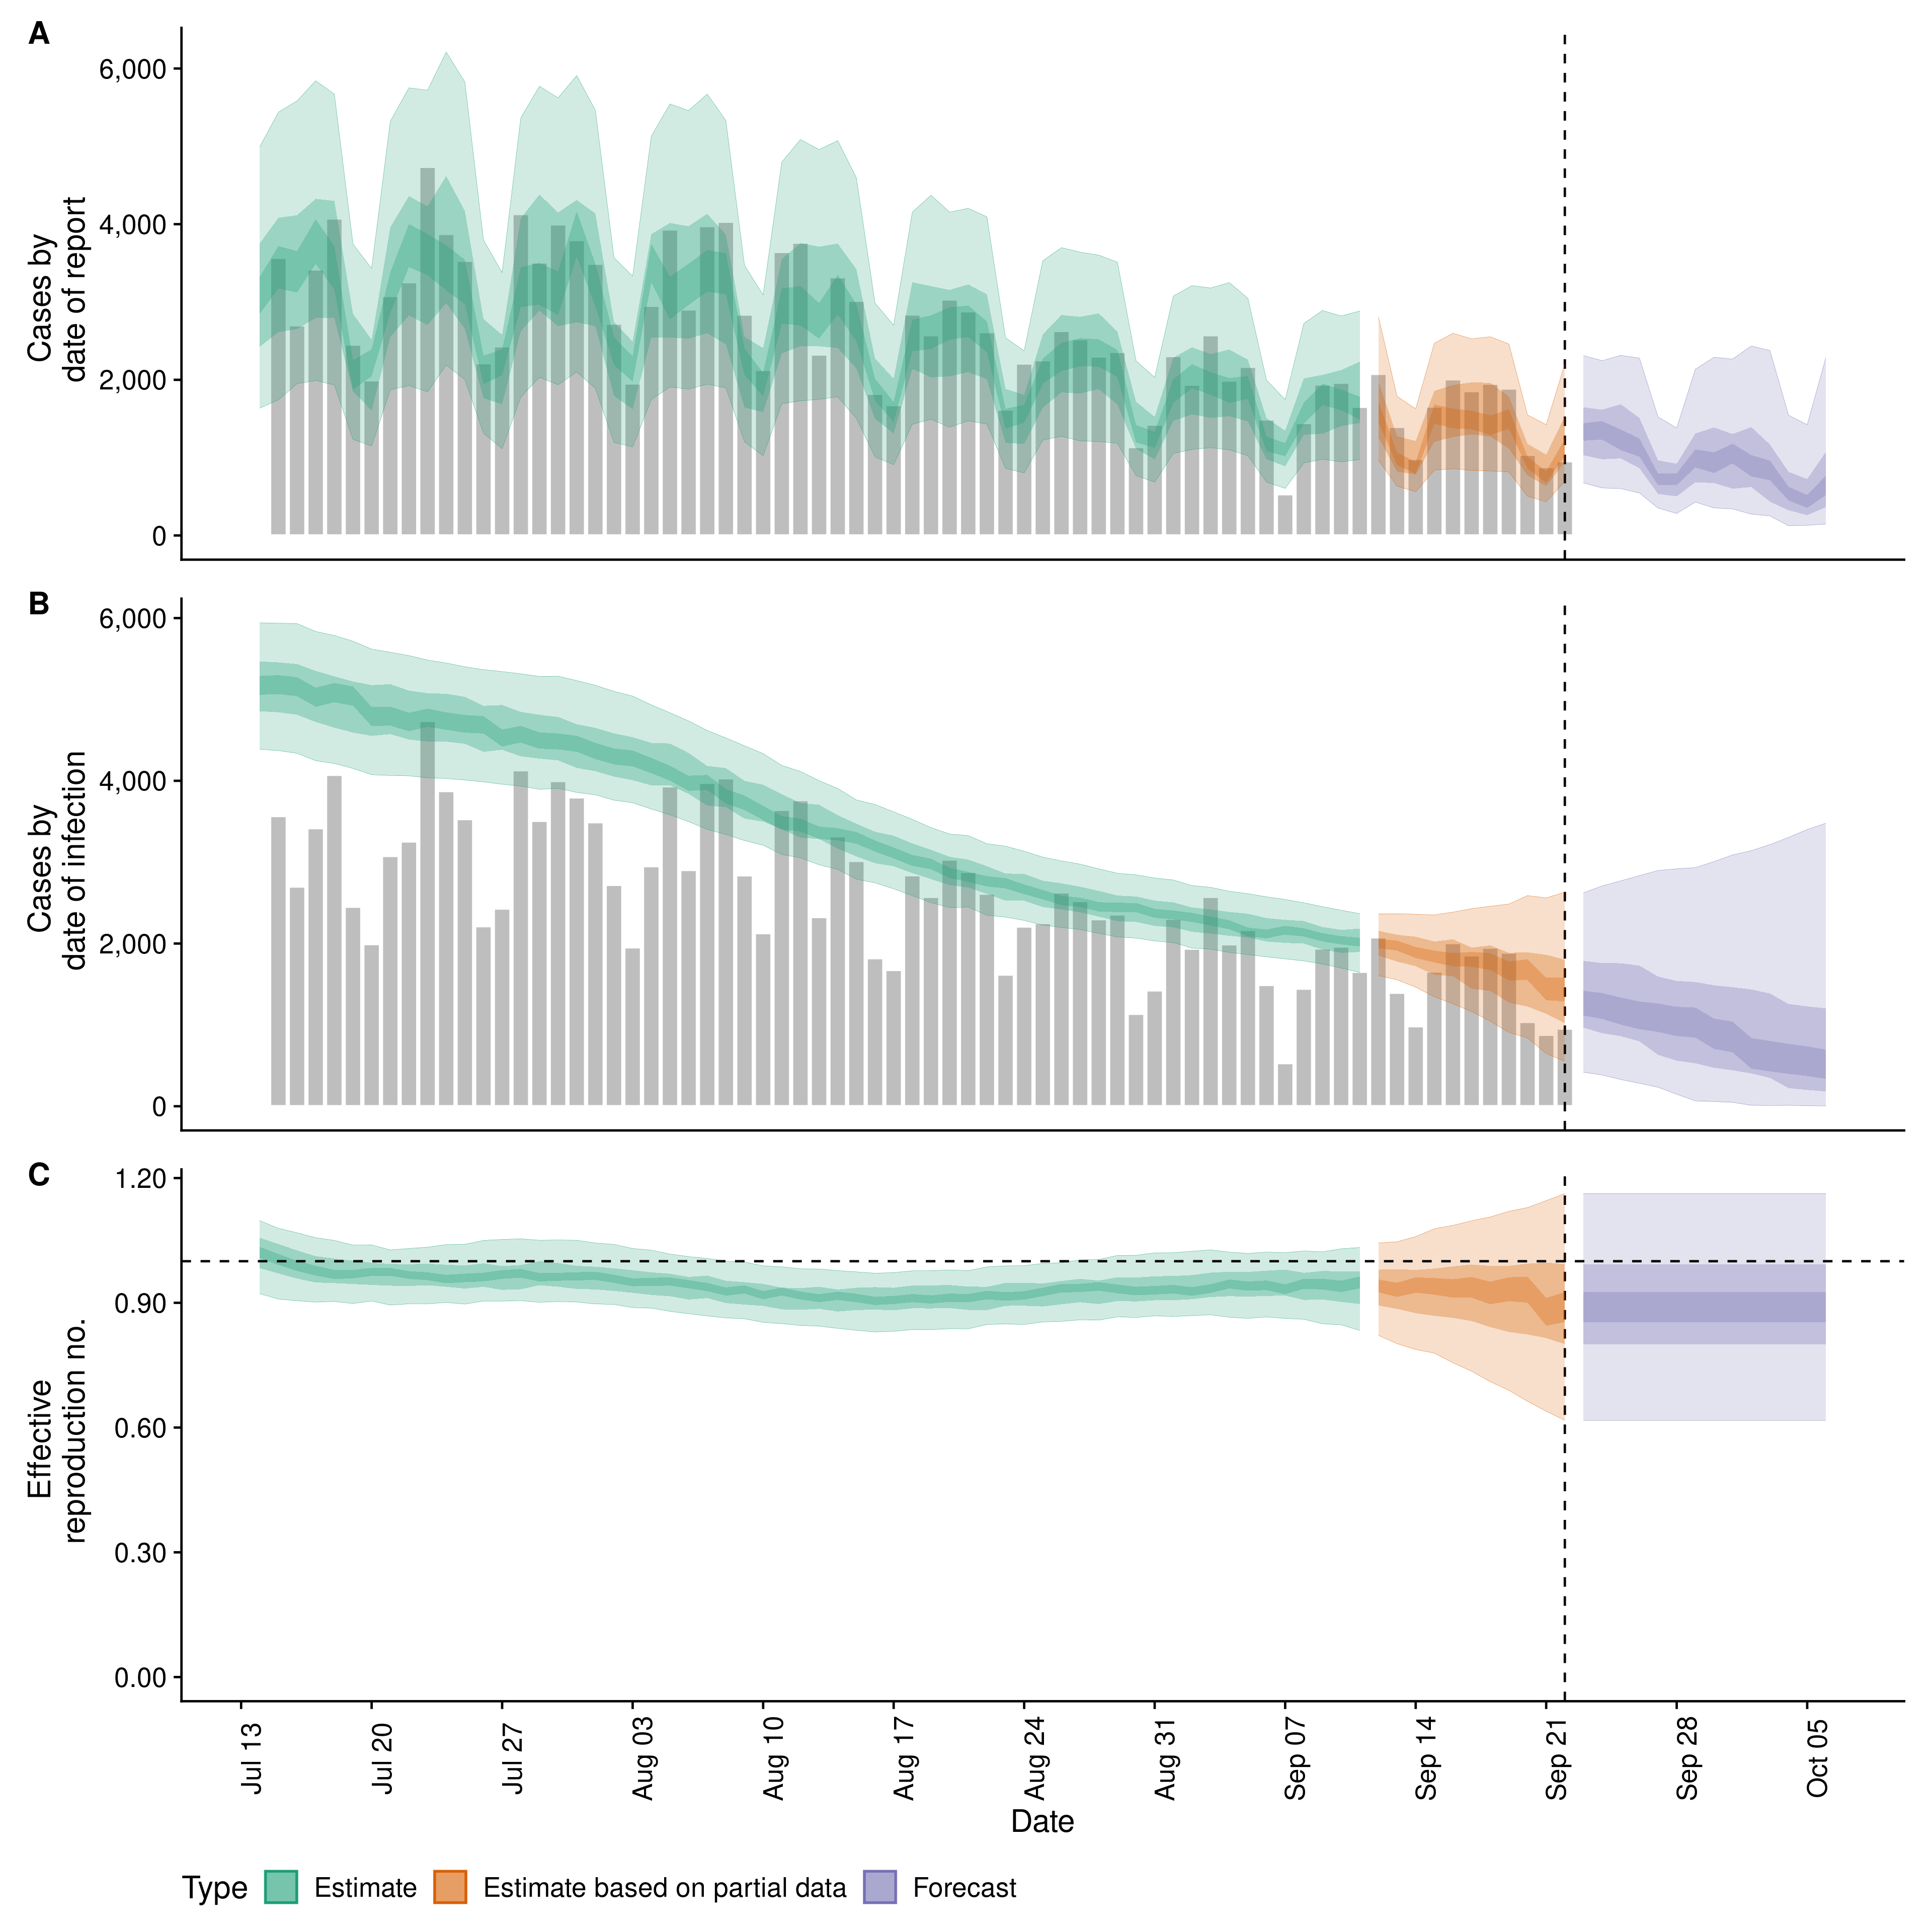 A
Cases by
date of report
6,000
4,000
2,000
0
B
Cases by
date of infection
6,000
4,000
2,000
0
C
Effective
reproduction no.
1.20
0.90
0.60
0.30
0.00
Jul 13
Jul 20
Jul 27
Aug 03
Aug 10
Aug 17
Aug 24
Aug 31
Sep 07
Sep 14
Sep 21
Sep 28
Oct 05
Date
Type Estimate Estimate based on partial data Forecast